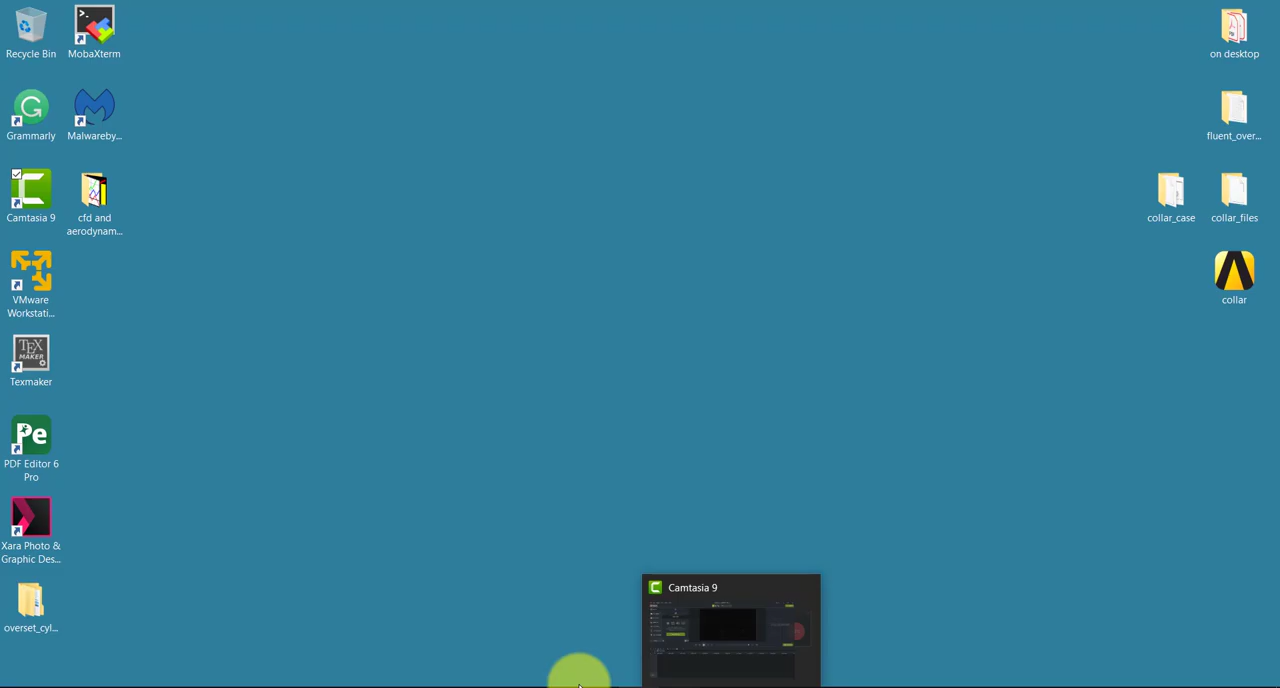 Recycle Bin
MobaXterm
on desktop
Grammarly
Malwareby...
fluent_over...
Camtasia 9
cfd and
aerodynam...
collar_case
collar_files
VMware
Workstati...
collar
TEX
MAKER
Texmaker
Pe
PDF Editor 6
Pro
Xara Photo &
Graphic Des...
Camtasia 9
overset_cyl...